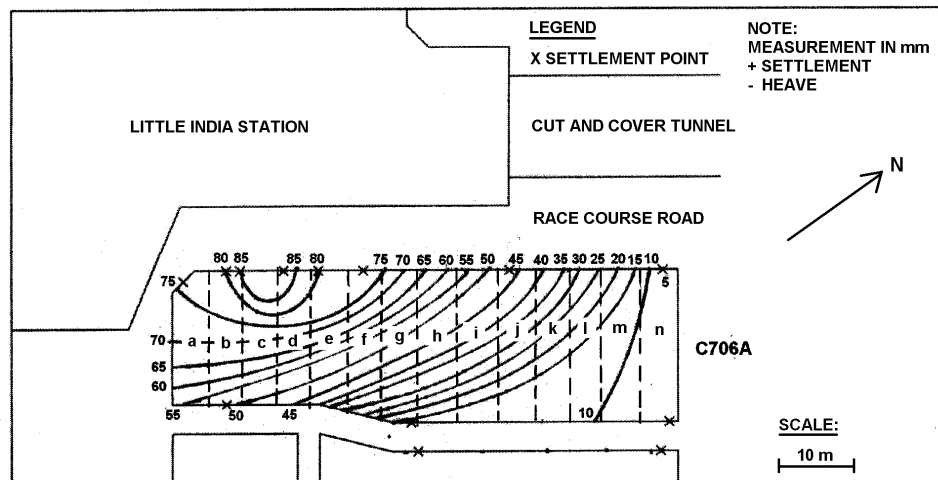 LEGEND
X SETTLEMENT POINT
NOTE:
MEASUREMENT IN mm
+ SETTLEMENT
- HEAVE
LITTLE INDIA STATION
CUT AND COVER TUNNEL
N
RACE COURSE ROAD
80 85 85 80 75 70 65 60 55 50 45 40 35 30 25 20 15 10
75
5
70 a b c d e f g h i j k l m n
C706A
65
60
55 50 45
10
SCALE:
10 m